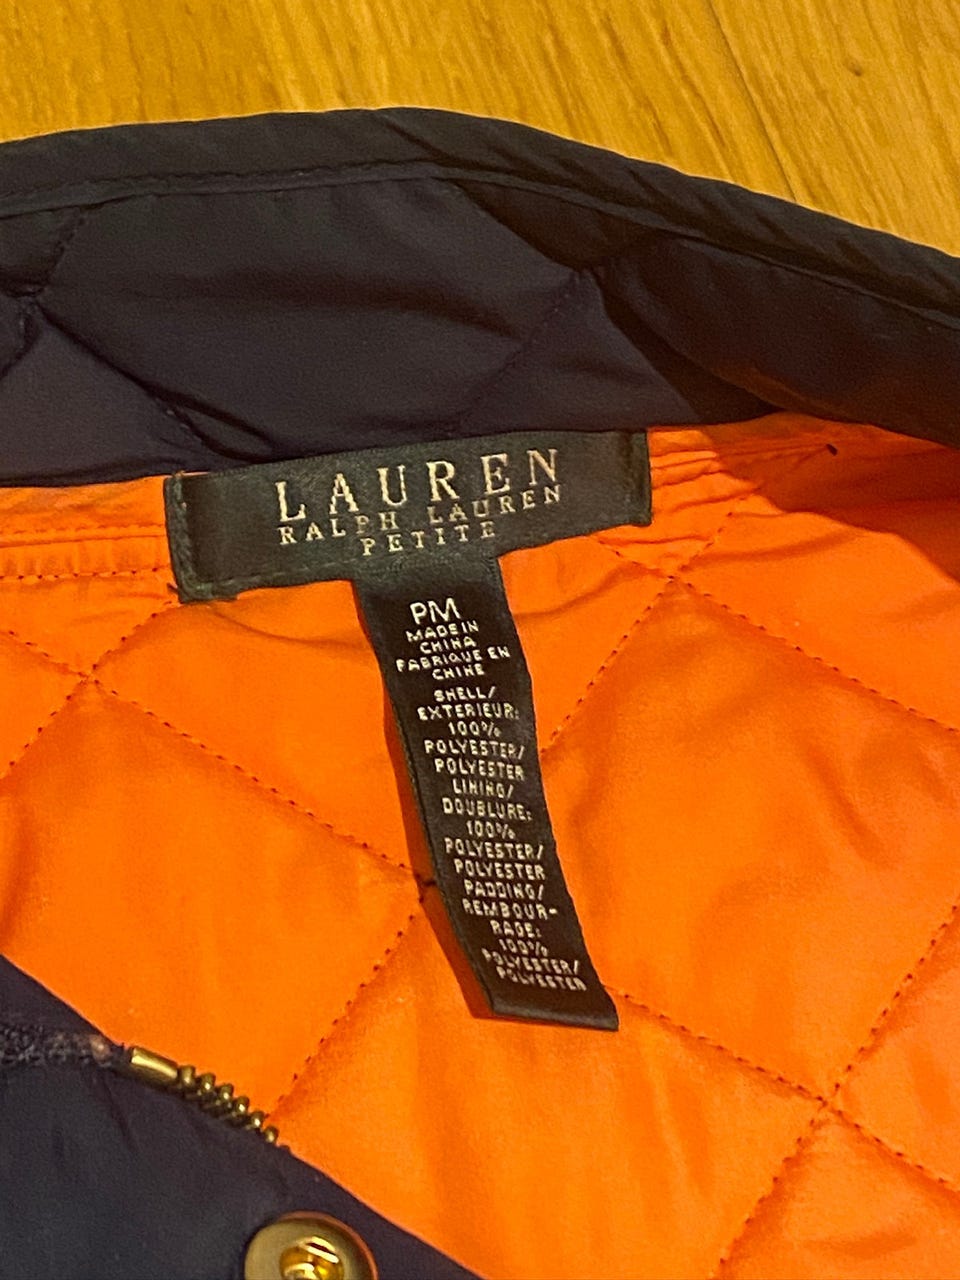 LAUREN
RALPH LAUREN
PETITE
PM
MADE IN
CHINA
FABRIQUE EN
CHINE
SHELL/
EXTERIEUR:
100%
POLYESTER/
POLYESTER
LINING/
DOUBLURE:
100%
POLYESTER/
POLYESTER
PADDING/
REMBOUR-
RAGE:
100%
POLYESTER/
POLYESTER